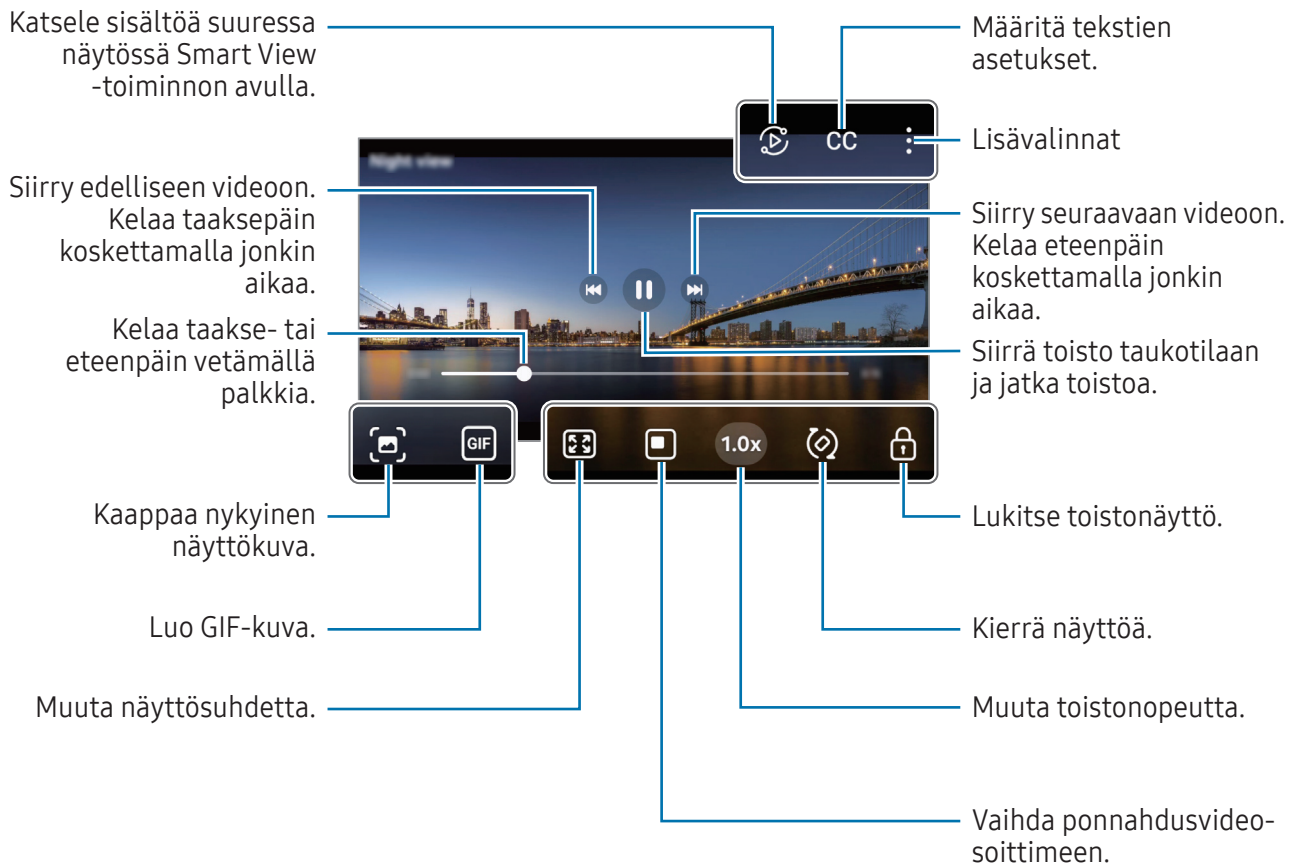 Katsele sisältöä suuressa
näytössä Smart View
-toiminnon avulla.
Määritä tekstien
asetukset.
CC
Lisävalinnat
Siirry edelliseen videoon.
Kelaa taaksepäin
koskettamalla jonkin
aikaa.
Siirry seuraavaan videoon.
Kelaa eteenpäin
koskettamalla jonkin
aikaa.
Kelaa taakse- tai
eteenpäin vetämällä
palkkia.
Siirrä toisto taukotilaan
ja jatka toistoa.
GIF
1.0x
Kaappaa nykyinen
näyttökuva.
Lukitse toistonäyttö.
Luo GIF-kuva.
Kierrä näyttöä.
Muuta näyttösuhdetta.
Muuta toistonopeutta.
Vaihda ponnahdusvideo-
soittimeen.